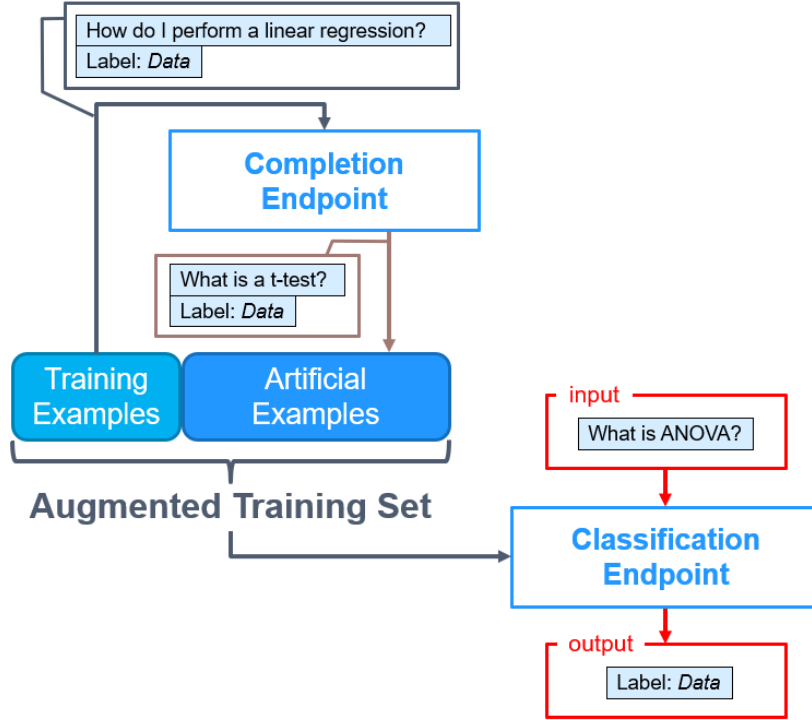 How do I perform a linear regression?
Label: Data
Completion
Endpoint
What is a t-test?
Label: Data
Training
Examples
Artificial
Examples
Augmented Training Set
input
What is ANOVA?
Classification
Endpoint
output
Label: Data